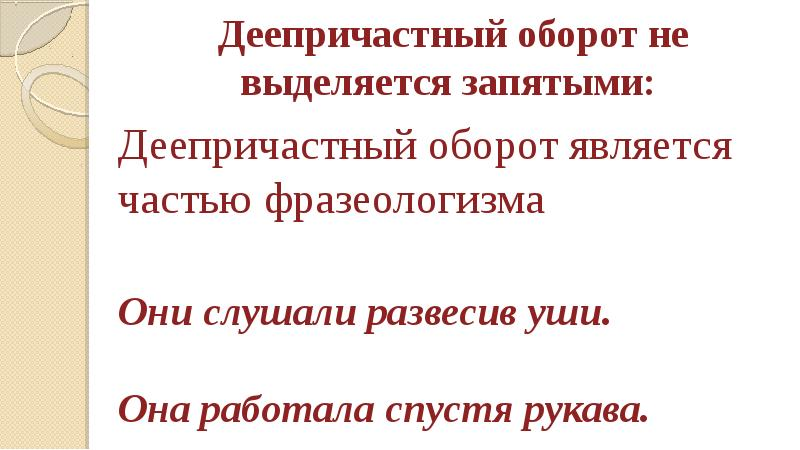 Деепричастный оборот не
выделяется запятыми:
Деепричастный оборот является
частью фразеологизма
Они слушали развесив уши.
Она работала спустя рукава.